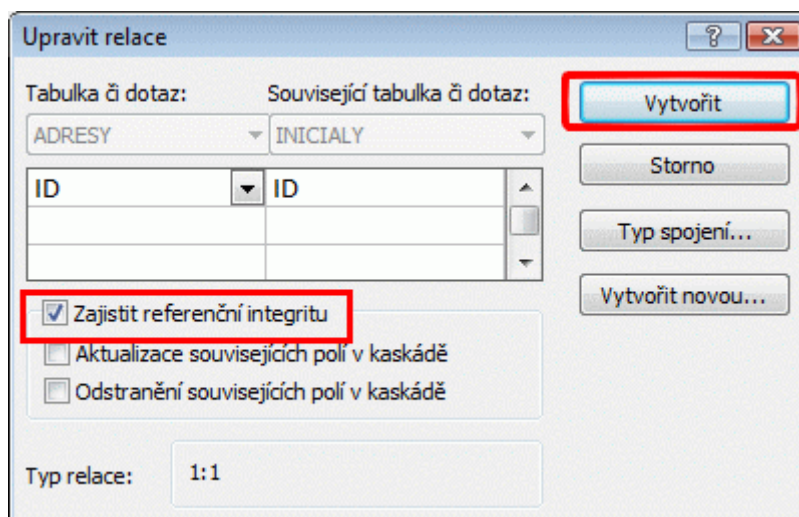 Upravit relace
Tabulka či dotaz: Související tabulka či dotaz:
ADRESY INICIALY
ID ID
Zajistit referenční integritu
Aktualizace souvisejících polí v kaskádě
Odstranění souvisejících polí v kaskádě
Typ relace: 1:1
Vytvořit
Storno
Typ spojení...
Vytvořit novou...